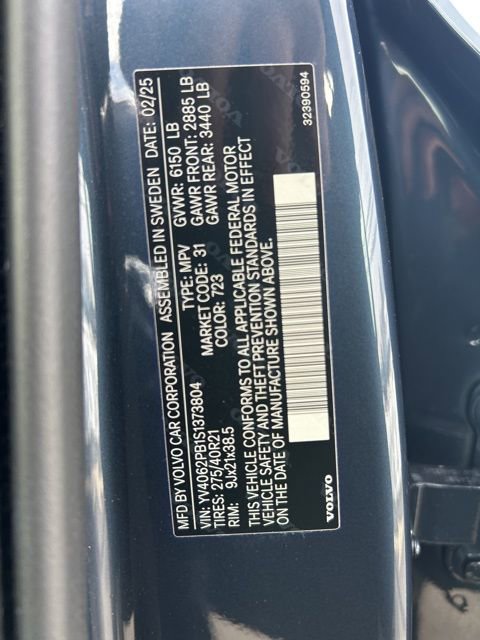 MFD BY VOLVO CAR CORPORATION ASSEMBLED IN SWEDEN DATE: 02/25
VIN: YV4062PB1S1373804 TYPE: MPV GVWR: 6150 LB
TIRES: 275/40R21 MARKET CODE: 31 GAWR FRONT: 2885 LB
RIM: 9Jx21x38.5 COLOR: 723 GAWR REAR: 3440 LB
THIS VEHICLE CONFORMS TO ALL APPLICABLE FEDERAL MOTOR
VEHICLE SAFETY AND THEFT PREVENTION STANDARDS IN EFFECT
ON THE DATE OF MANUFACTURE SHOWN ABOVE.
VOLVO 32390594